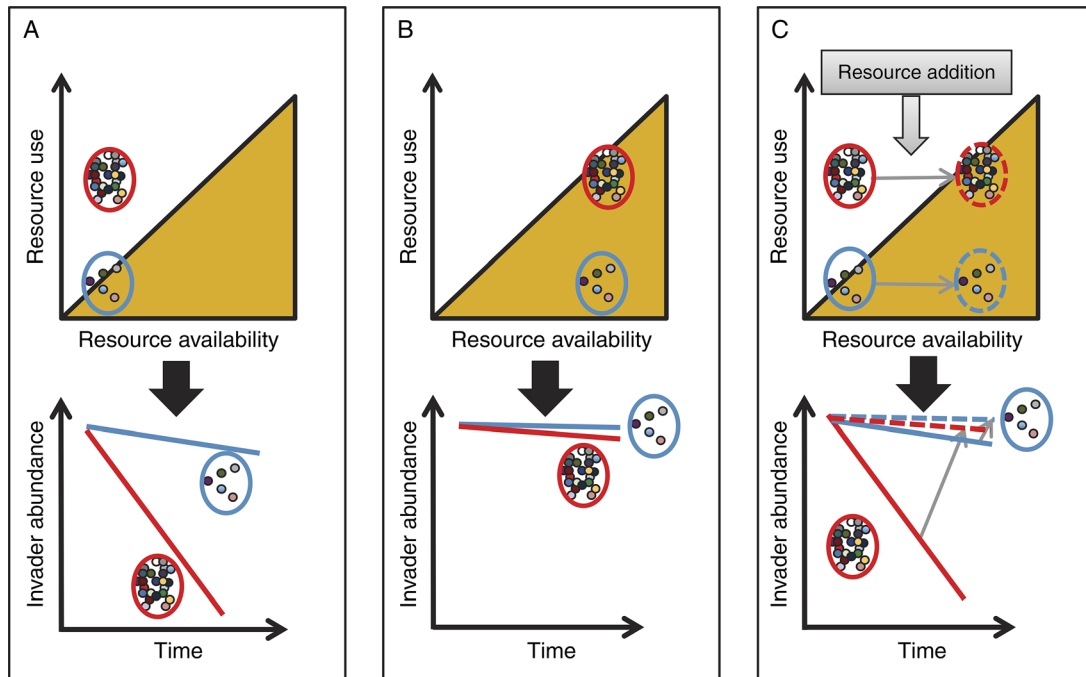 A
Resource use
Resource availability
Invader abundance
Time
B
Resource use
Resource availability
Invader abundance
Time
C
Resource addition
Resource use
Resource availability
Invader abundance
Time